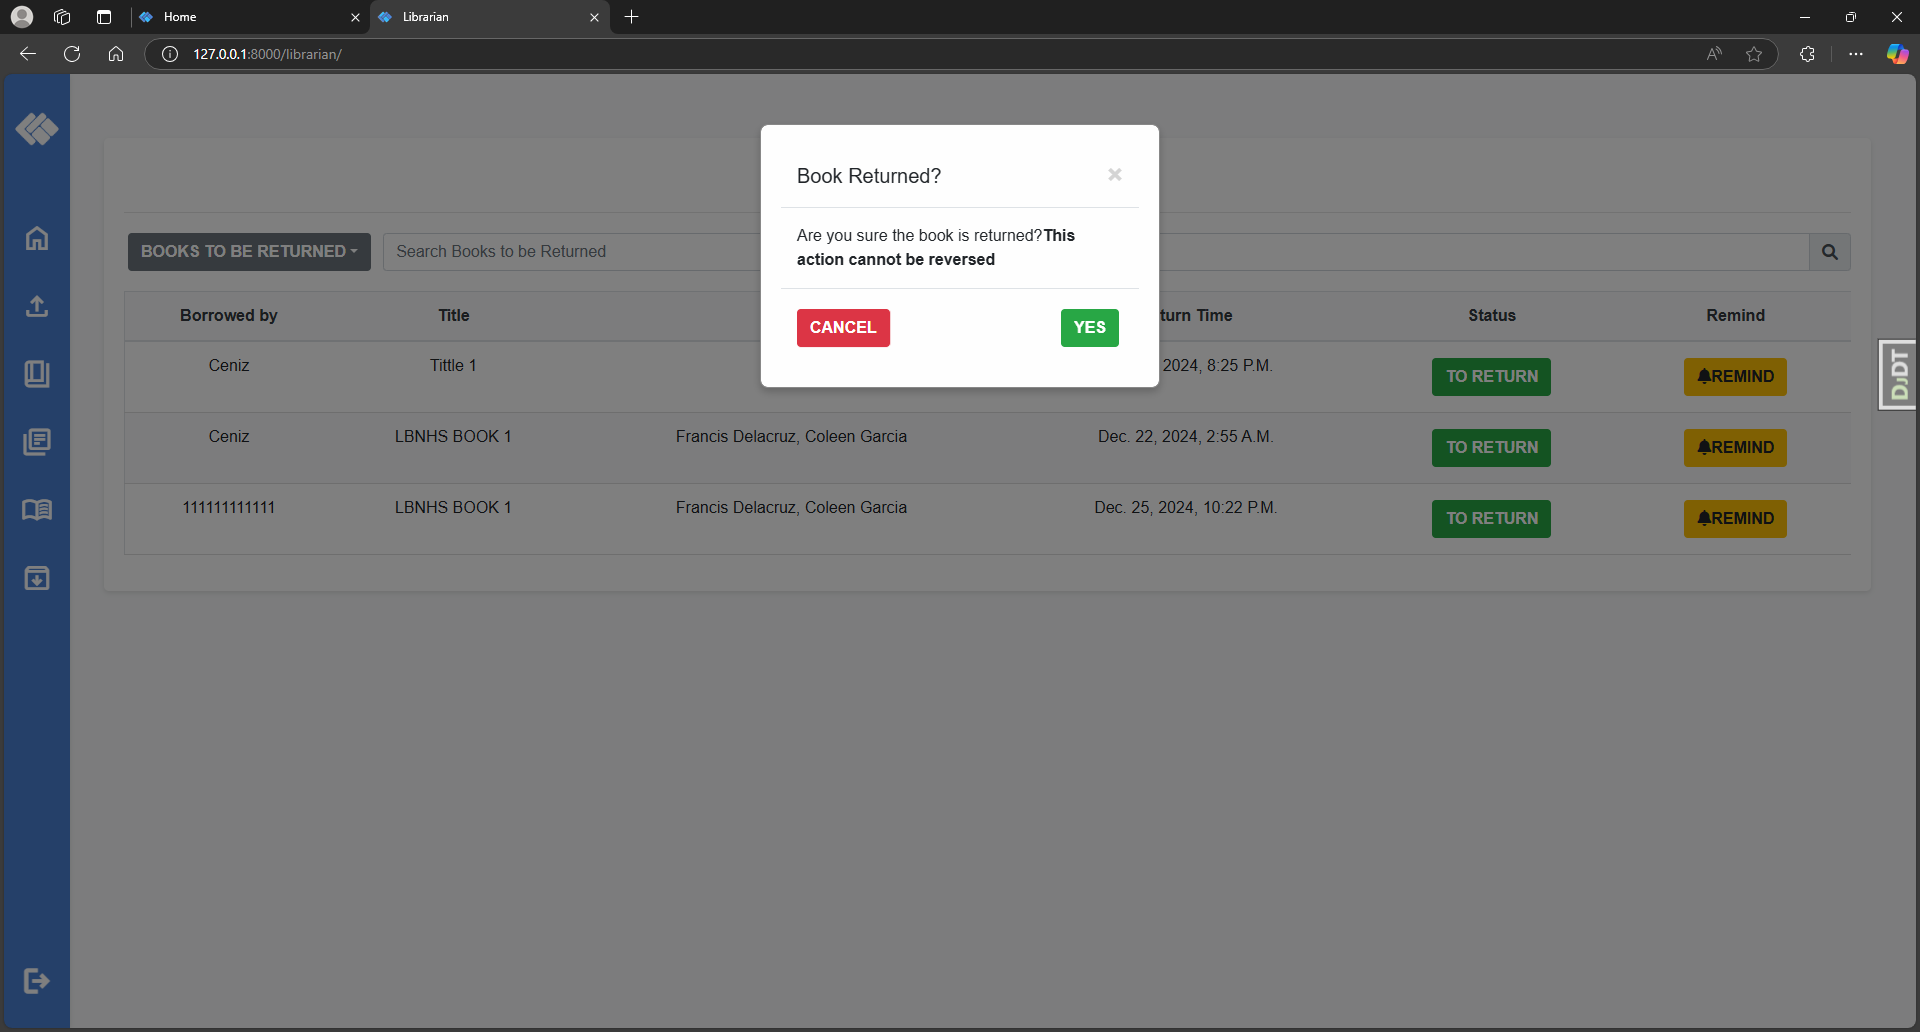 Home
Librarian
127.0.0.1:8000/librarian/
Book Returned?
Are you sure the book is returned?This
action cannot be reversed
CANCEL
YES
BOOKS TO BE RETURNED
Search Books to be Returned
Borrowed by Title turn Time Status Remind
Ceniz Tittle 1 2024, 8:25 P.M. TO RETURN REMIND
Ceniz LBNHS BOOK 1 Francis Delacruz, Coleen Garcia Dec. 22, 2024, 2:55 A.M. TO RETURN REMIND
111111111111 LBNHS BOOK 1 Francis Delacruz, Coleen Garcia Dec. 25, 2024, 10:22 P.M. TO RETURN REMIND
DJDT